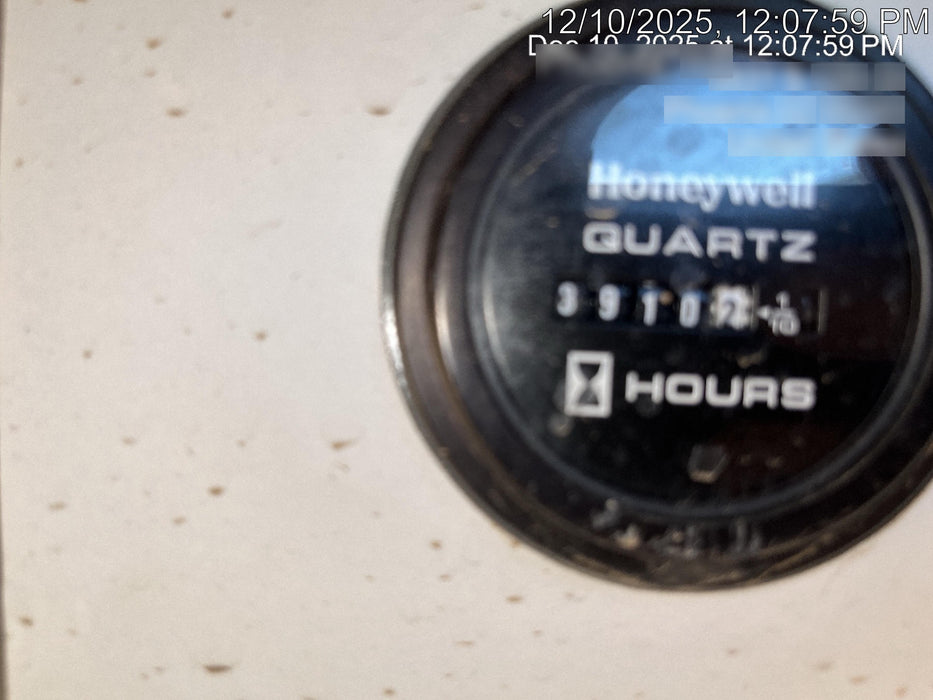 12/10/2025, 12:07:59 PM
Dec 10, 2025 at 12:07:59 PM
Honeywell
QUARTZ
3910 1/10
HOURS